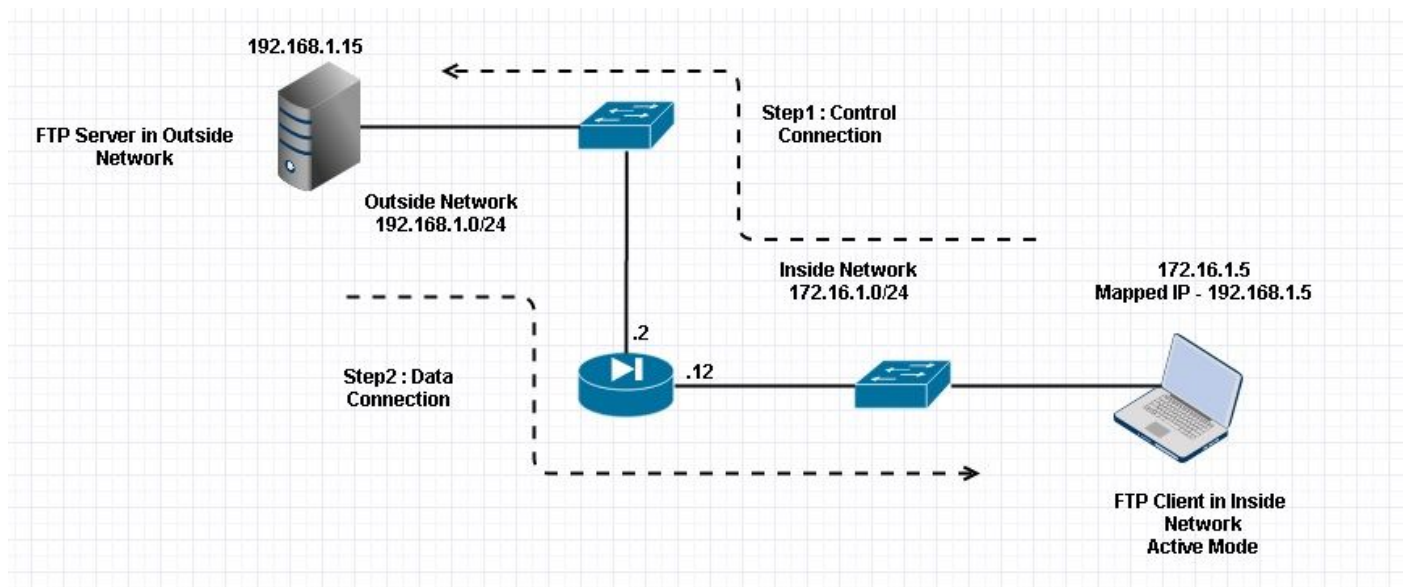 192.168.1.15
FTP Server in Outside
Network
Step1 : Control
Connection
Outside Network
192.168.1.0/24
Inside Network
172.16.1.0/24
172.16.1.5
Mapped IP - 192.168.1.5
.2
.12
Step2 : Data
Connection
FTP Client in Inside
Network
Active Mode